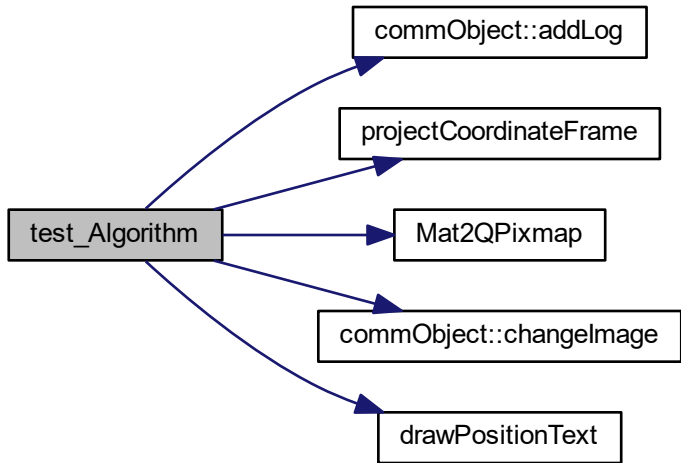 commObject::addLog
projectCoordinateFrame
test_Algorithm
Mat2QPixmap
commObject::changeImage
drawPositionText